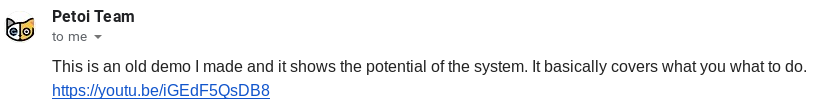 Petoi Team
to me
This is an old demo I made and it shows the potential of the system. It basically covers what you what to do.
https://youtu.be/iGEdF5QsDB8